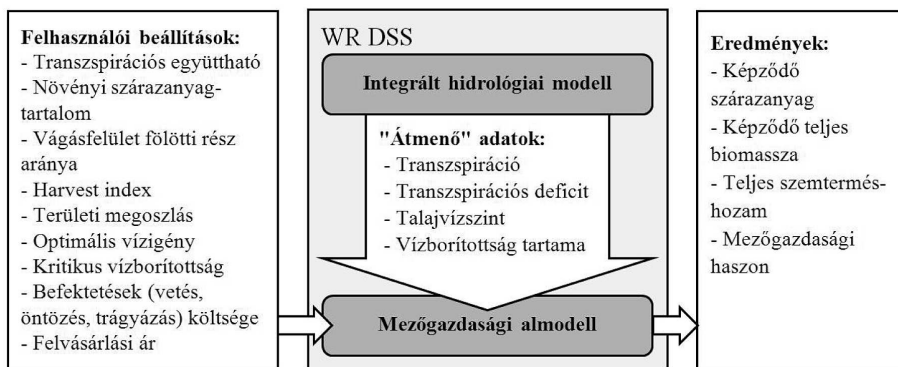 Felhasználói beállítások:
- Transzspirációs együttható
- Növényi szárazanyag-
tartalom
- Vágásfelület fölötti rész
aránya
- Harvest index
- Területi megoszlás
- Optimális vízigény
- Kritikus vízborítottság
- Befektetések (vetés,
öntözés, trágyázás) költsége
- Felvásárlási ár
WR DSS
Integrált hidrológiai modell
"Átmenő" adatok:
- Transzspiráció
- Transzspirációs deficit
- Talajvízszint
- Vízborítottság tartama
Mezőgazdasági almodell
Eredmények:
- Képződő
szárazanyag
- Képződő teljes
biomassza
- Teljes szemtermés-
hozam
- Mezőgazdasági
haszon